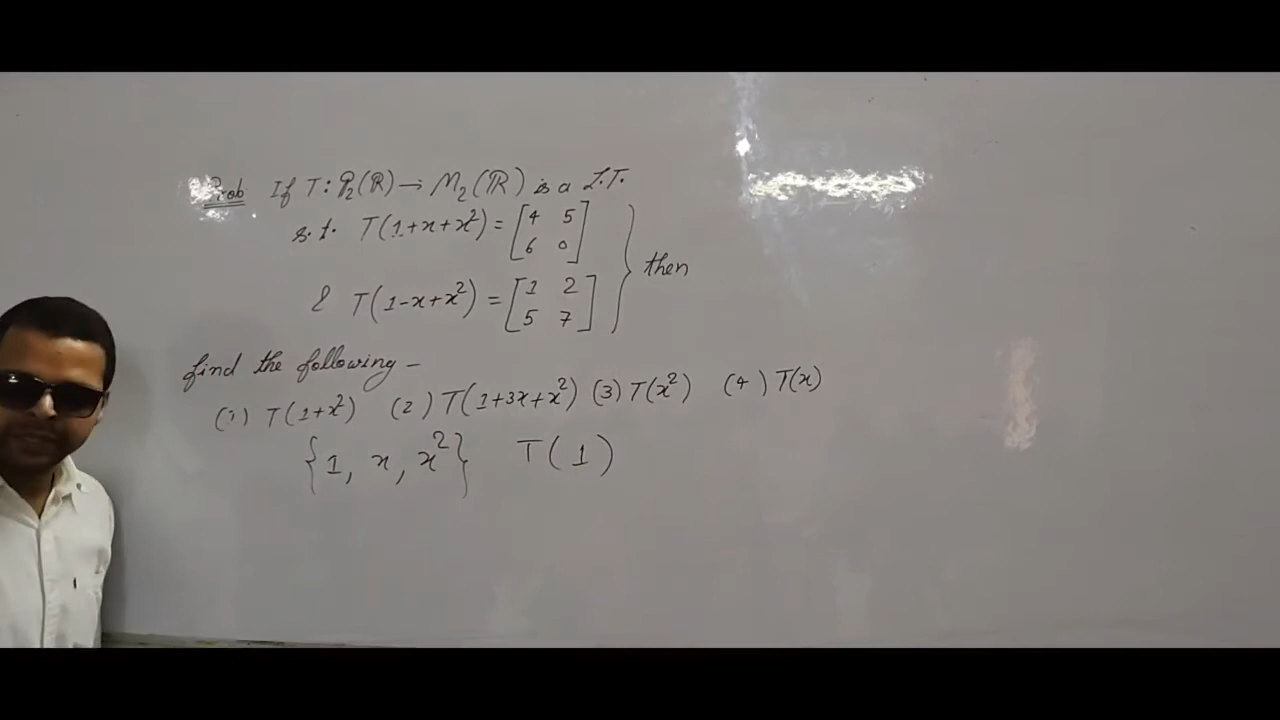 Prob If T: P₂(ℝ) → M₂(ℝ) is a L.T.
s.t. T(1+x+x²) = [4 5
6 0]
& T(1-x+x²) = [1 2
5 7] } then
find the following -
(1) T(1+x²) (2) T(1+3x+x²) (3) T(x²) (4) T(x)
{1, x, x²} T(1)